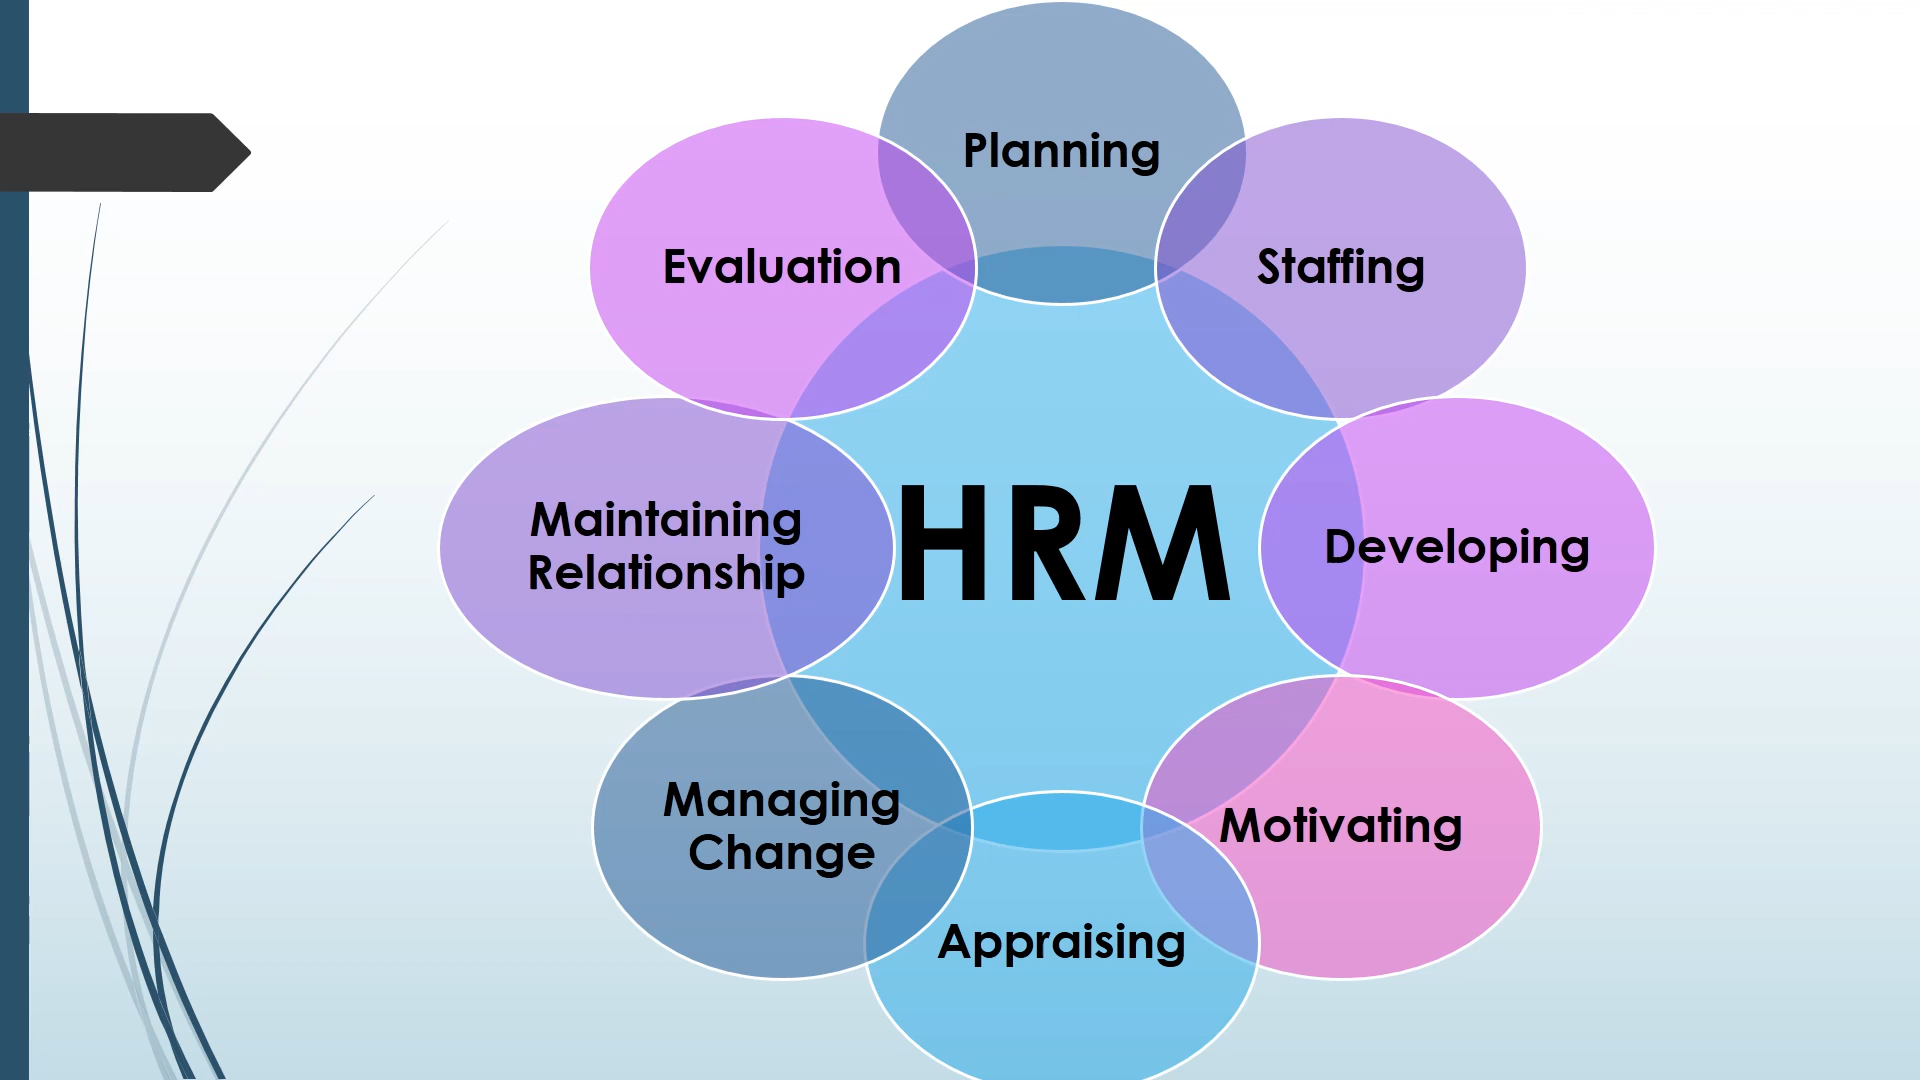 Planning
Evaluation
Staffing
Maintaining
Relationship
HRM
Developing
Managing
Change
Motivating
Appraising